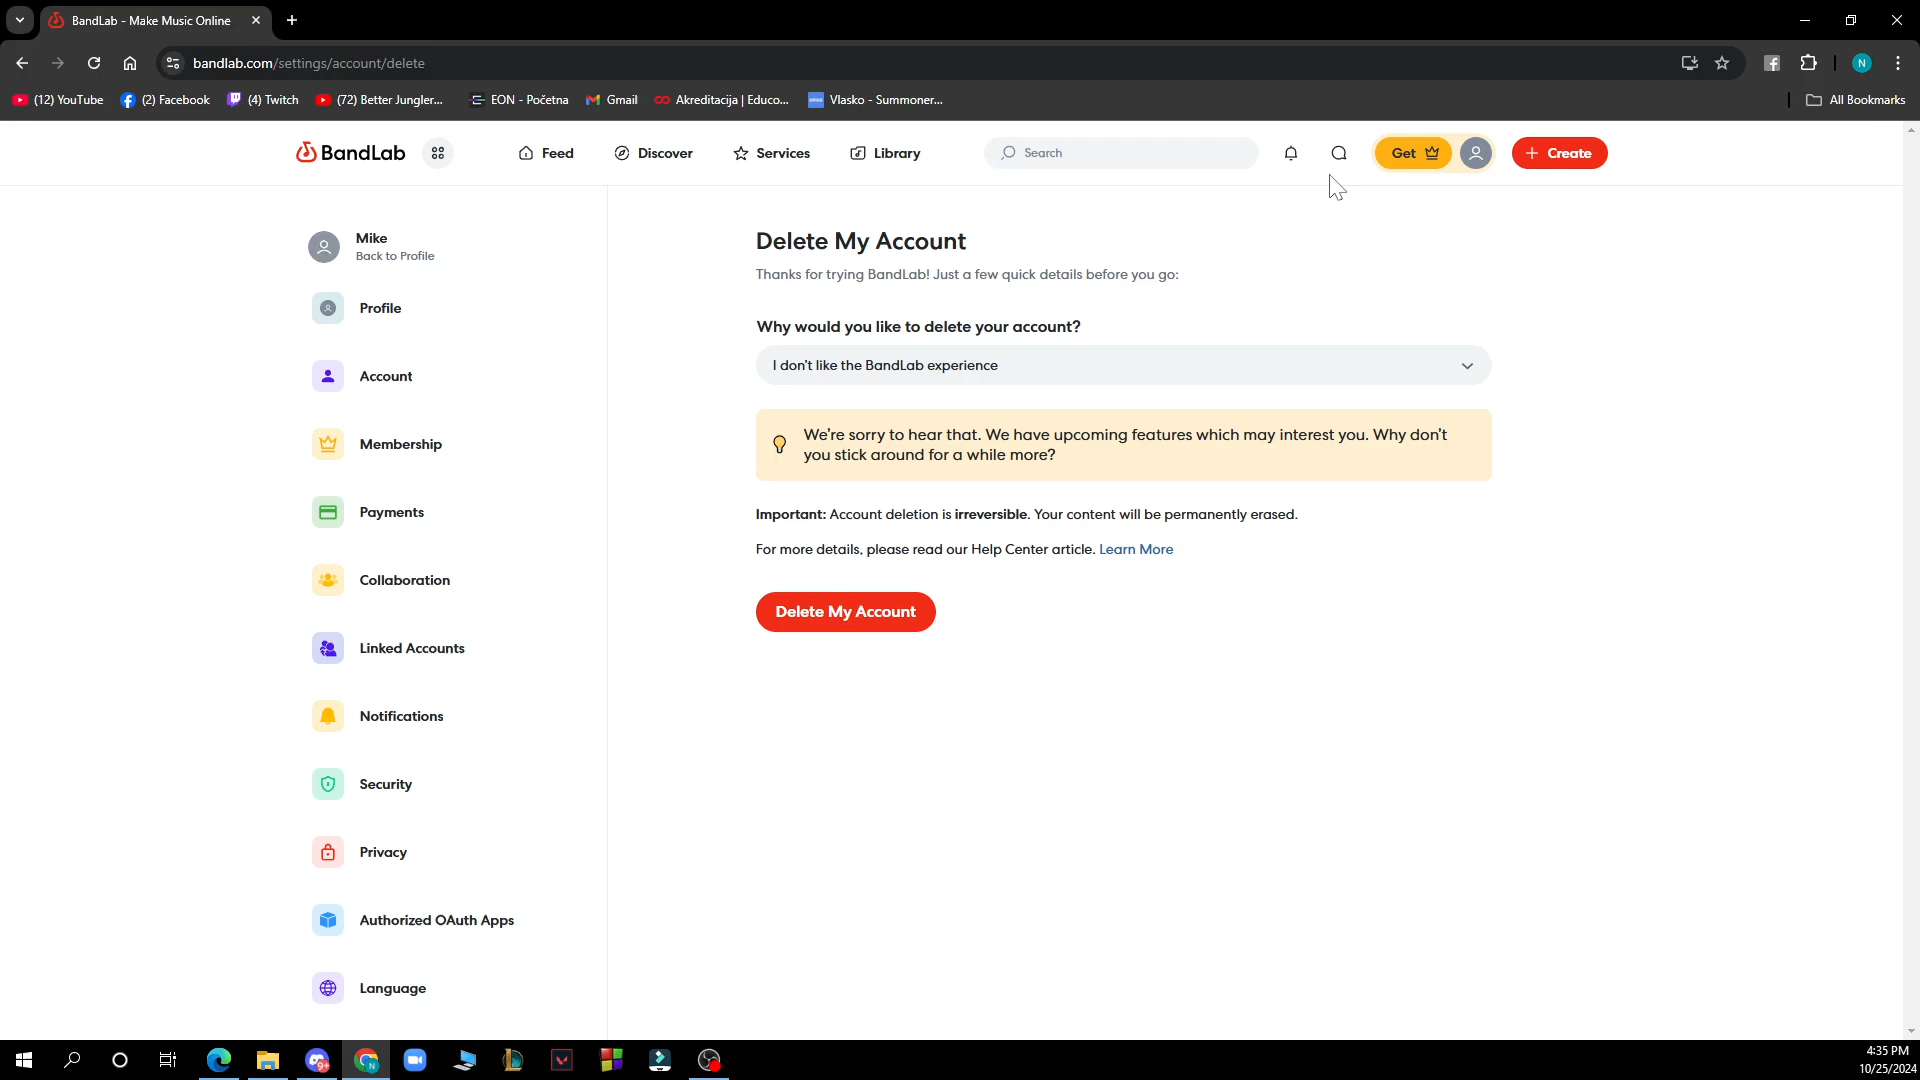 BandLab - Make Music Online
bandlab.com/settings/account/delete
(12) YouTube
(2) Facebook
(4) Twitch
(72) Better Jungler...
EON - Početna
Gmail
Akreditacija | Educo...
Vlasko - Summoner...
All Bookmarks
N
BandLab
Feed
Discover
Services
Library
Search
Get
Create
Mike
Back to Profile
Profile
Account
Membership
Payments
Collaboration
Linked Accounts
Notifications
Security
Privacy
Authorized OAuth Apps
Language
Delete My Account
Thanks for trying BandLab! Just a few quick details before you go:
Why would you like to delete your account?
I don't like the BandLab experience
We're sorry to hear that. We have upcoming features which may interest you. Why don't
you stick around for a while more?
Important: Account deletion is irreversible. Your content will be permanently erased.
For more details, please read our Help Center article. Learn More
Delete My Account
9+
N
4:35 PM
10/25/2024